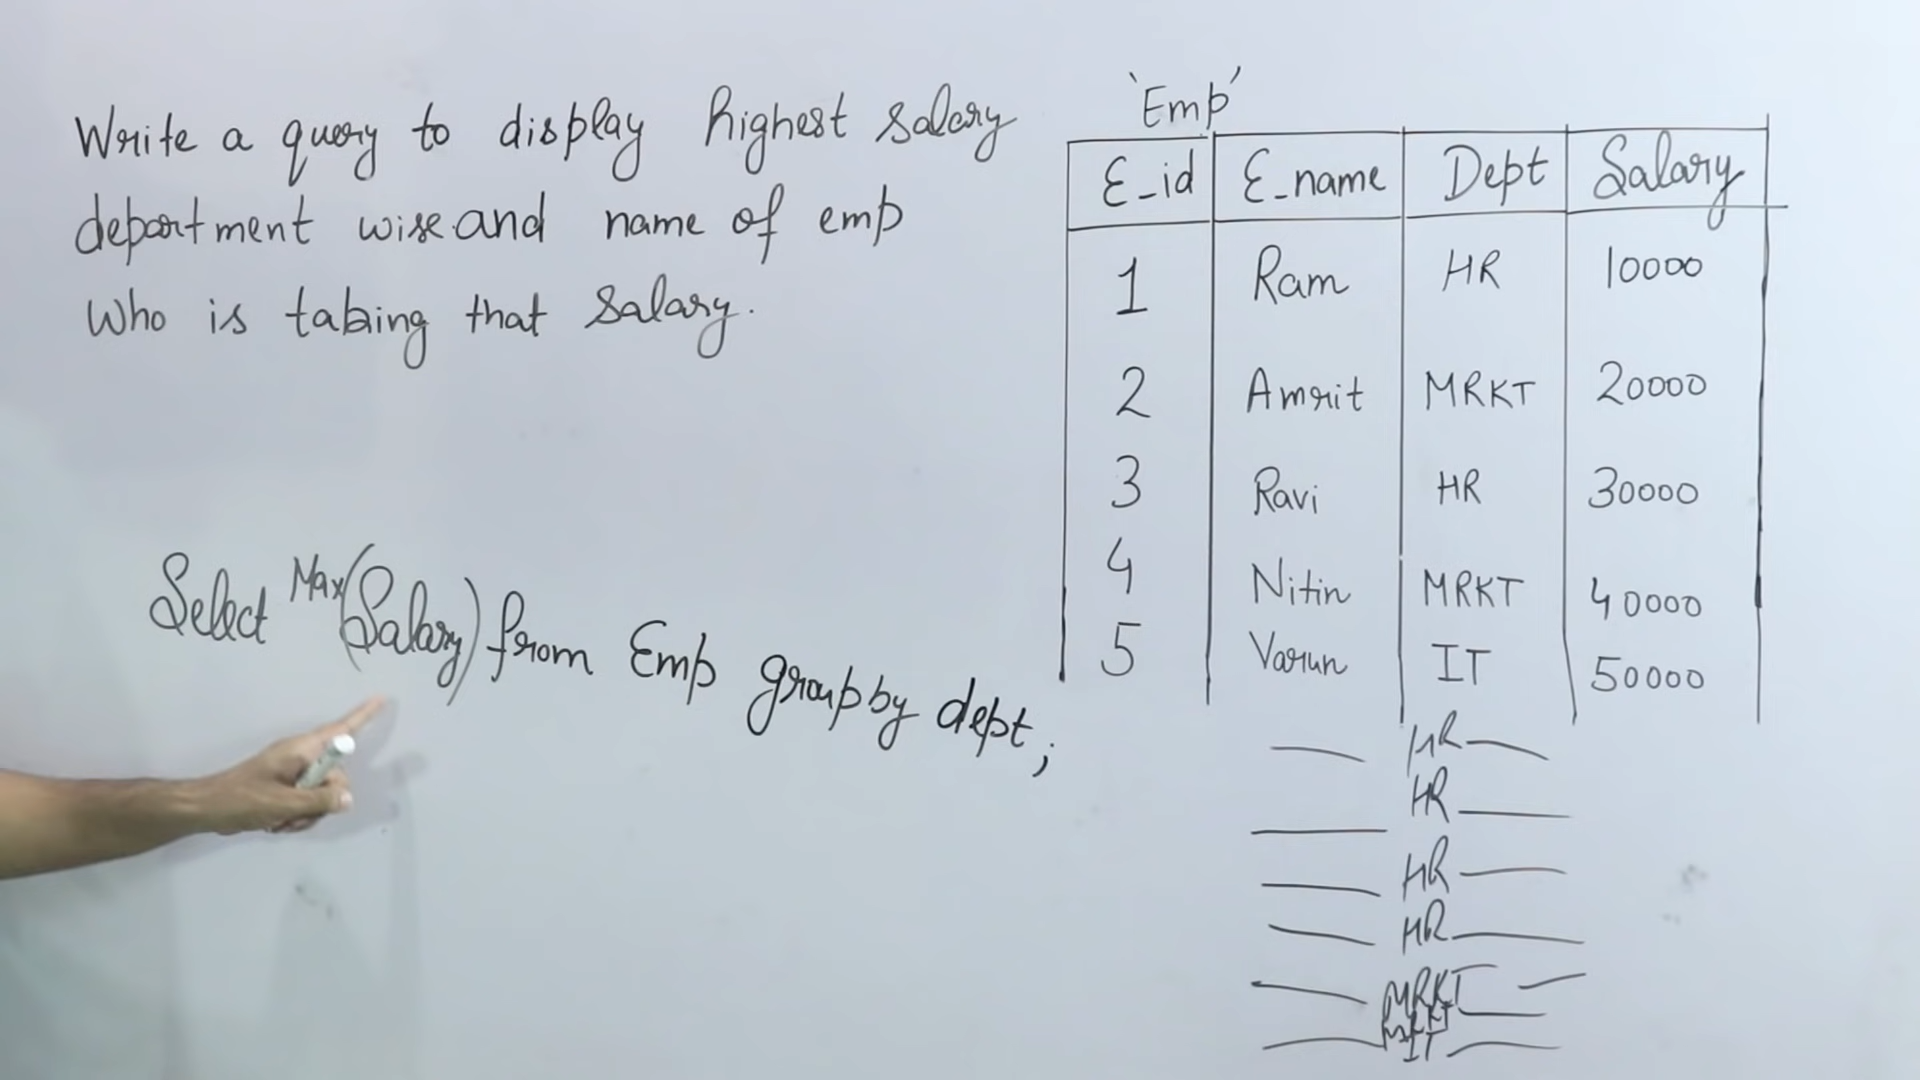 Write a query to display highest salary
department wise and name of emp
Who is taking that salary.
Select Max(Salary) from Emp group by dept;
'Emp'
E_id E_name Dept Salary
1 Ram HR 10000
2 Amrit MRKT 20000
3 Ravi HR 30000
4 Nitin MRKT 40000
5 Varun IT 50000
HR
HR
HR
HR
MRKT
MRKT
IT